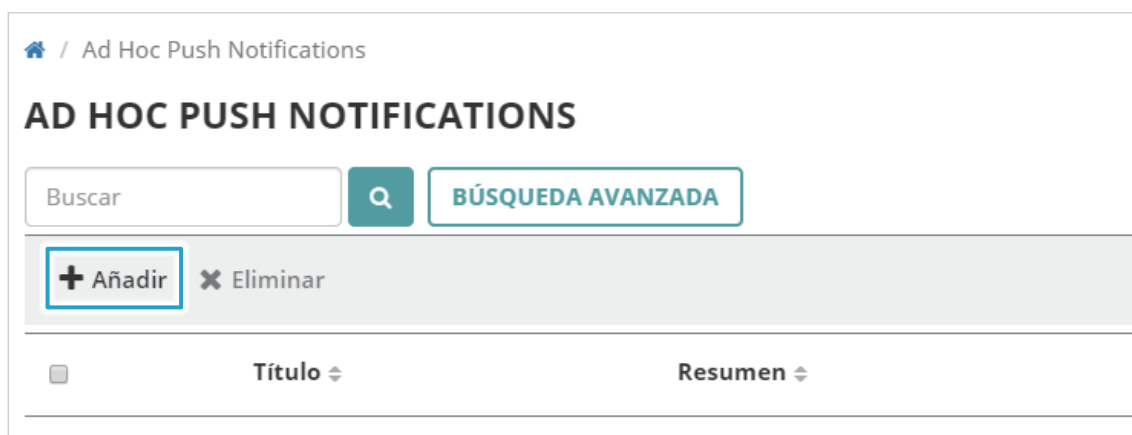 / Ad Hoc Push Notifications
AD HOC PUSH NOTIFICATIONS
Buscar BÚSQUEDA AVANZADA
Añadir Eliminar
Título Resumen